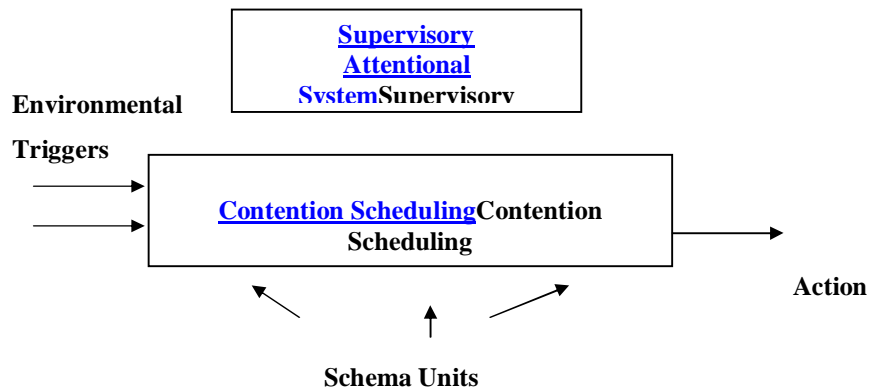 Supervisory
Attentional
SystemSupervisory
Environmental
Triggers
Contention SchedulingContention
Scheduling
Action
Schema Units